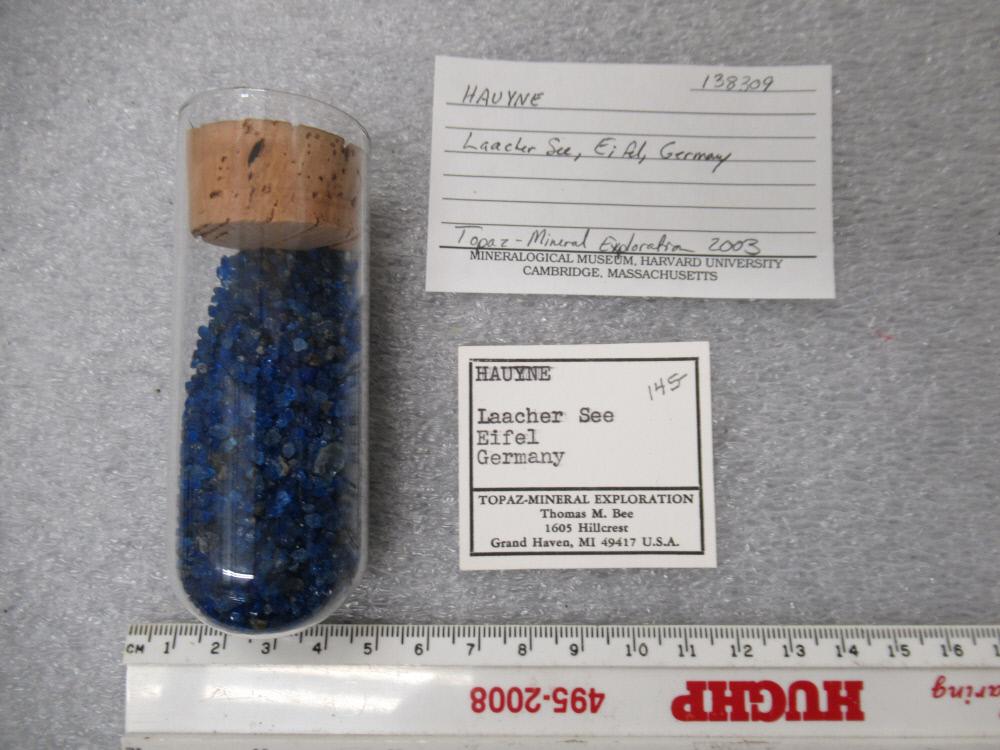 138309
HAUYNE
Laacher See, Eifel, Germany
Topaz-Mineral Exploration 2003
MINERALOGICAL MUSEUM, HARVARD UNIVERSITY
CAMBRIDGE, MASSACHUSETTS
HAUYNE
145
Laacher See
Eifel
Germany
TOPAZ-MINERAL EXPLORATION
Thomas M. Bee
1605 Hillcrest
Grand Haven, MI 49417 U.S.A.
CM 1 2 3 4 5 6 7 8 9 10 11 12 13 14 15 16
495-2008
HUGHP
aring